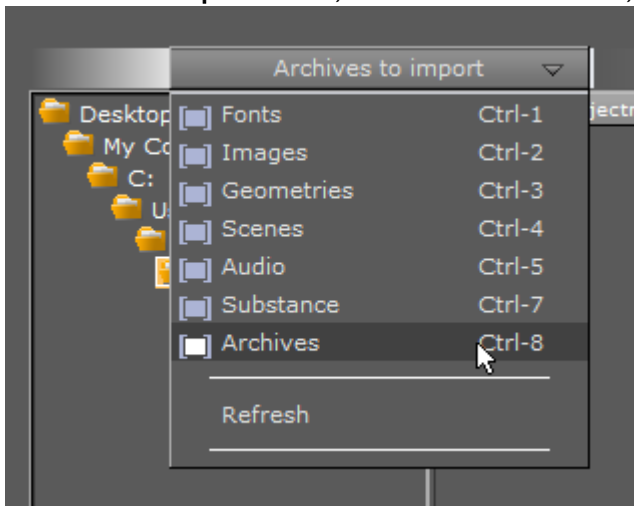 Archives to import
Desktop
My Co
C:
Fonts Ctrl-1
Images Ctrl-2
Geometries Ctrl-3
Scenes Ctrl-4
Audio Ctrl-5
Substance Ctrl-7
Archives Ctrl-8
Refresh